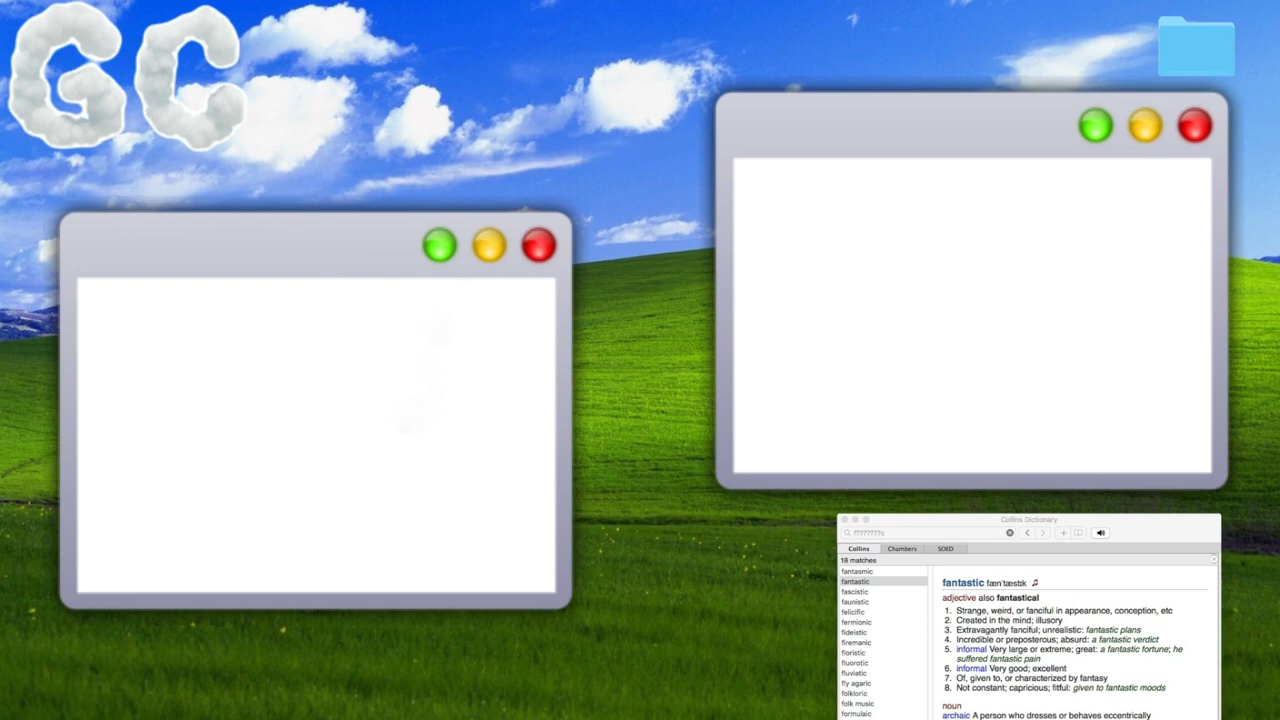 GC
Collins Dictionary
f????????s
Collins Chambers SOED
18 matches
fantasmic
fantastic
fascistic
faunistic
felicific
fermionic
fideistic
firemanic
floristic
fluorotic
fluviatic
fly agaric
folkloric
folk music
formulaic
fantastic fænˈtæstɪk
adjective also fantastical
1. Strange, weird, or fanciful in appearance, conception, etc
2. Created in the mind; illusory
3. Extravagantly fanciful; unrealistic: fantastic plans
4. Incredible or preposterous; absurd: a fantastic verdict
5. informal Very large or extreme; great: a fantastic fortune; he
suffered fantastic pain
6. informal Very good; excellent
7. Of, given to, or characterized by fantasy
8. Not constant; capricious; fitful: given to fantastic moods
noun
archaic A person who dresses or behaves eccentrically